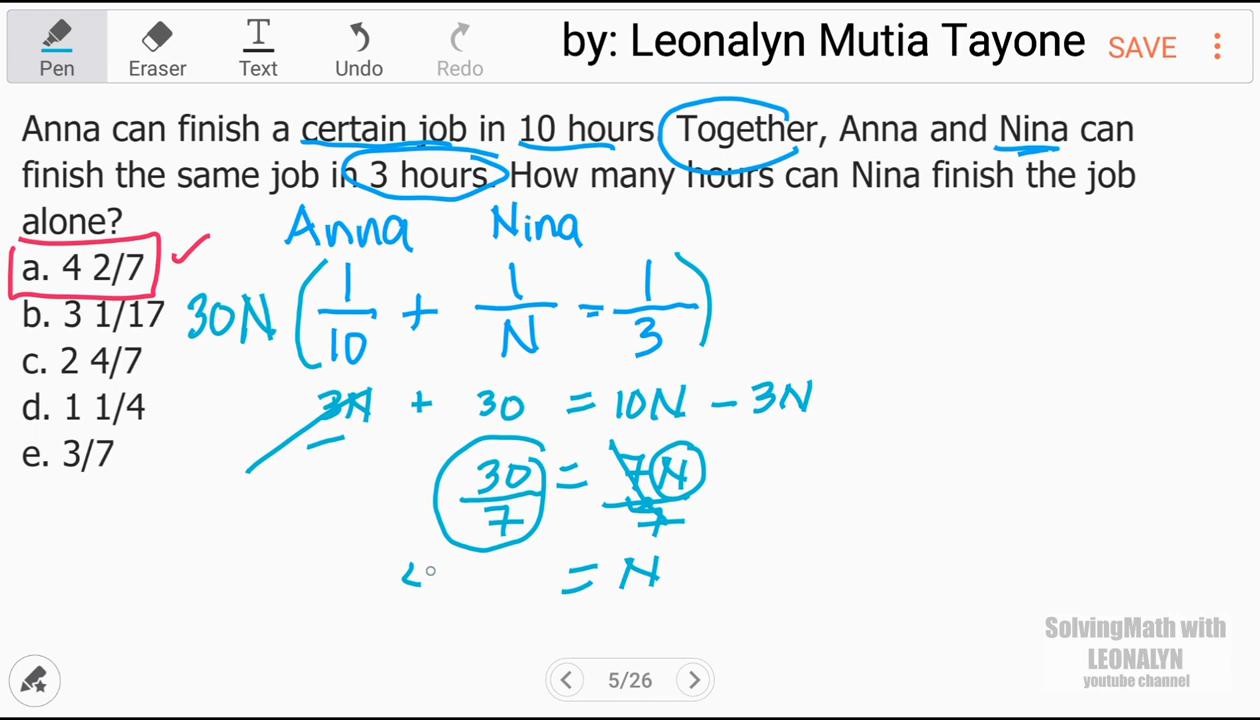 by: Leonalyn Mutia Tayone
SAVE
Pen Eraser Text Undo Redo
Anna can finish a certain job in 10 hours. Together, Anna and Nina can
finish the same job in 3 hours. How many hours can Nina finish the job
alone?
Anna Nina
a. 4 2/7
b. 3 1/17
30N ( 1/10 + 1/N = 1/3 )
c. 2 4/7
3N + 30 = 10N - 3N
d. 1 1/4
e. 3/7
30/7 = 7N/7
= N
SolvingMath with
LEONALYN
youtube channel
5/26